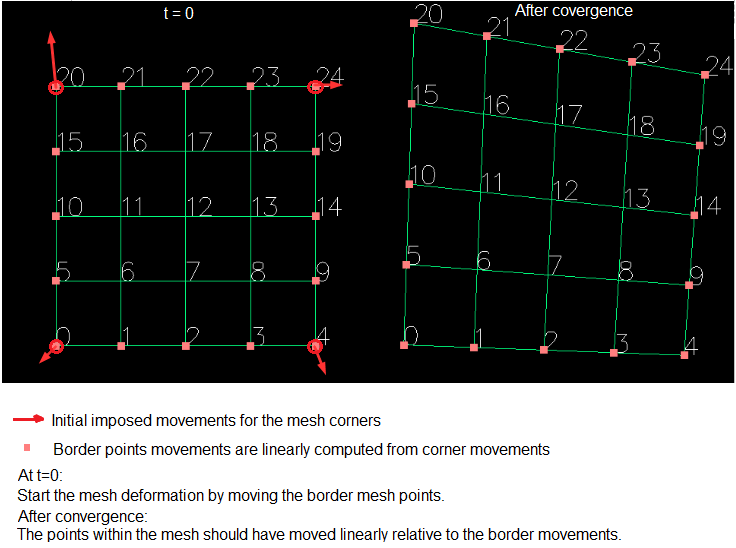 t = 0
After covergence
20 21 22 23 24
15 16 17 18 19
10 11 12 13 14
5 6 7 8 9
0 1 2 3 4
20 21 22 23 24
15 16 17 18 19
10 11 12 13 14
5 6 7 8 9
0 1 2 3 4
Initial imposed movements for the mesh corners
Border points movements are linearly computed from corner movements
At t=0:
Start the mesh deformation by moving the border mesh points.
After convergence:
The points within the mesh should have moved linearly relative to the border movements.